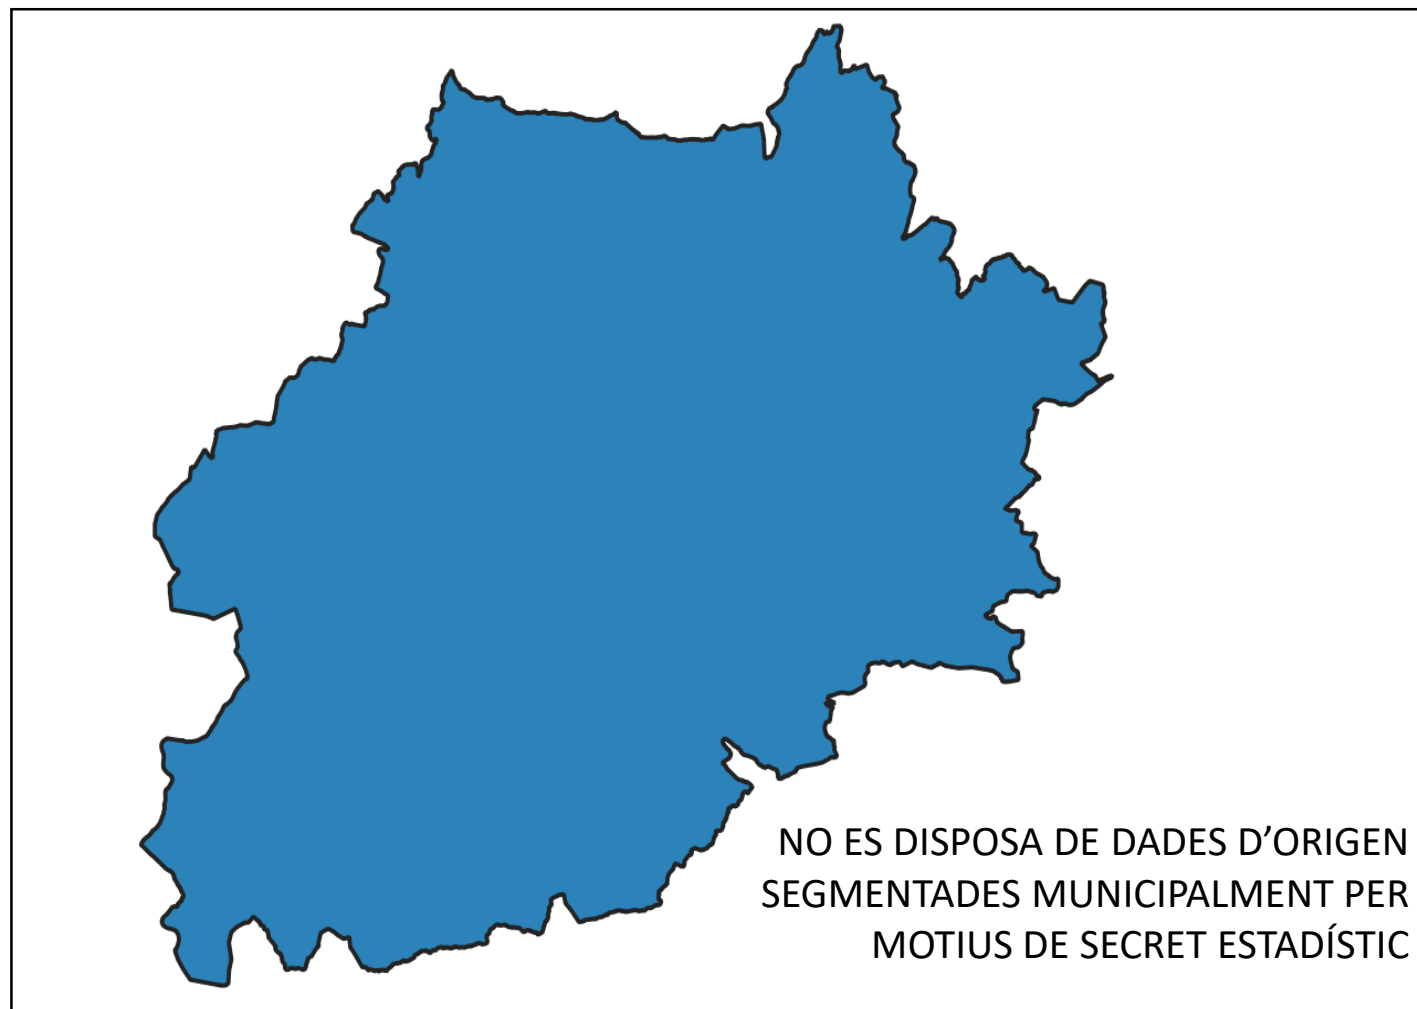 NO ES DISPOSA DE DADES D’ORIGEN
SEGMENTADES MUNICIPALMENT PER
MOTIUS DE SECRET ESTADÍSTIC